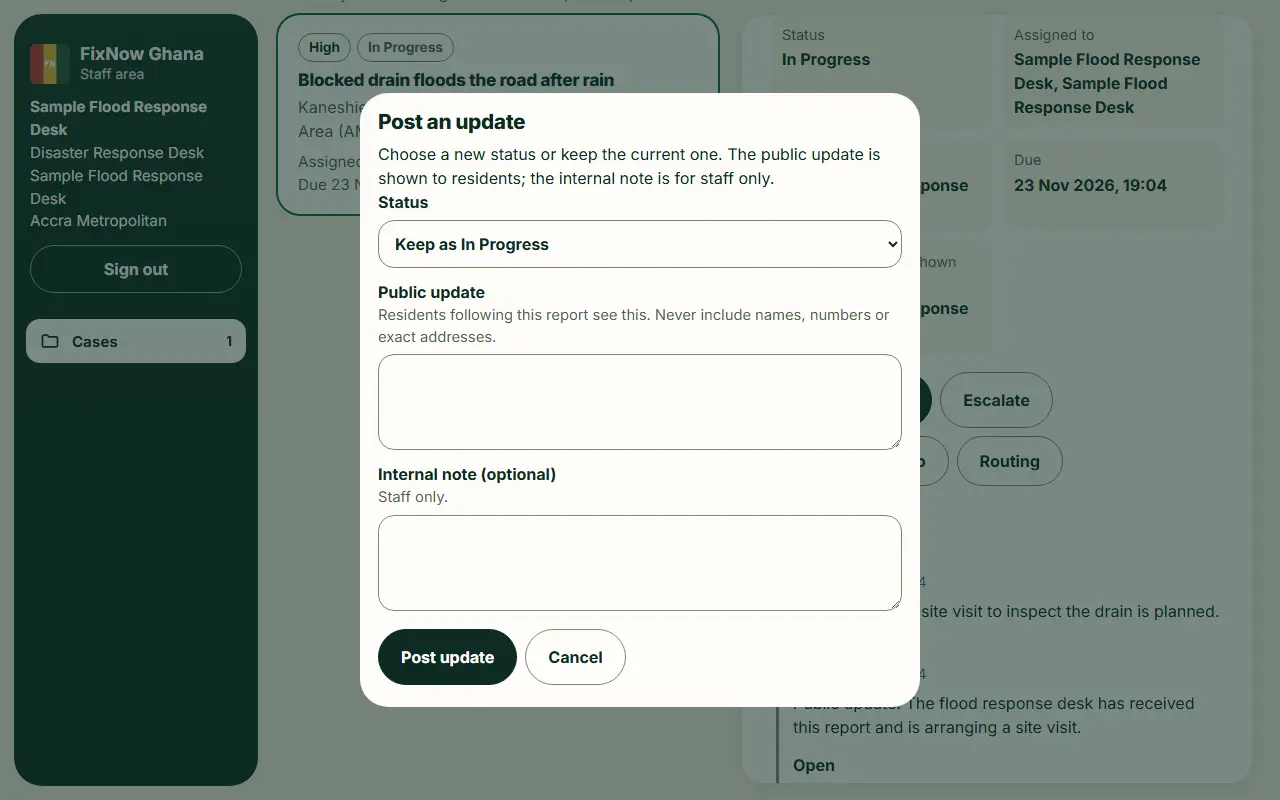 FixNow Ghana
Staff area
Sample Flood Response
Desk
Disaster Response Desk
Sample Flood Response
Desk
Accra Metropolitan
Sign out
Cases 1
High In Progress
Blocked drain floods the road after rain
Area
Assigned
Due 23
Post an update
Choose a new status or keep the current one. The public update is
shown to residents; the internal note is for staff only.
Status
Keep as In Progress
Public update
Residents following this report see this. Never include names, numbers or
exact addresses.
Internal note (optional)
Staff only.
Post update Cancel
Status
In Progress
Assigned to
Sample Flood Response
Desk, Sample Flood
Response Desk
Due
23 Nov 2026, 19:04
Escalate
Routing
site visit to inspect the drain is planned.
The flood response desk has received
this report and is arranging a site visit.
Open